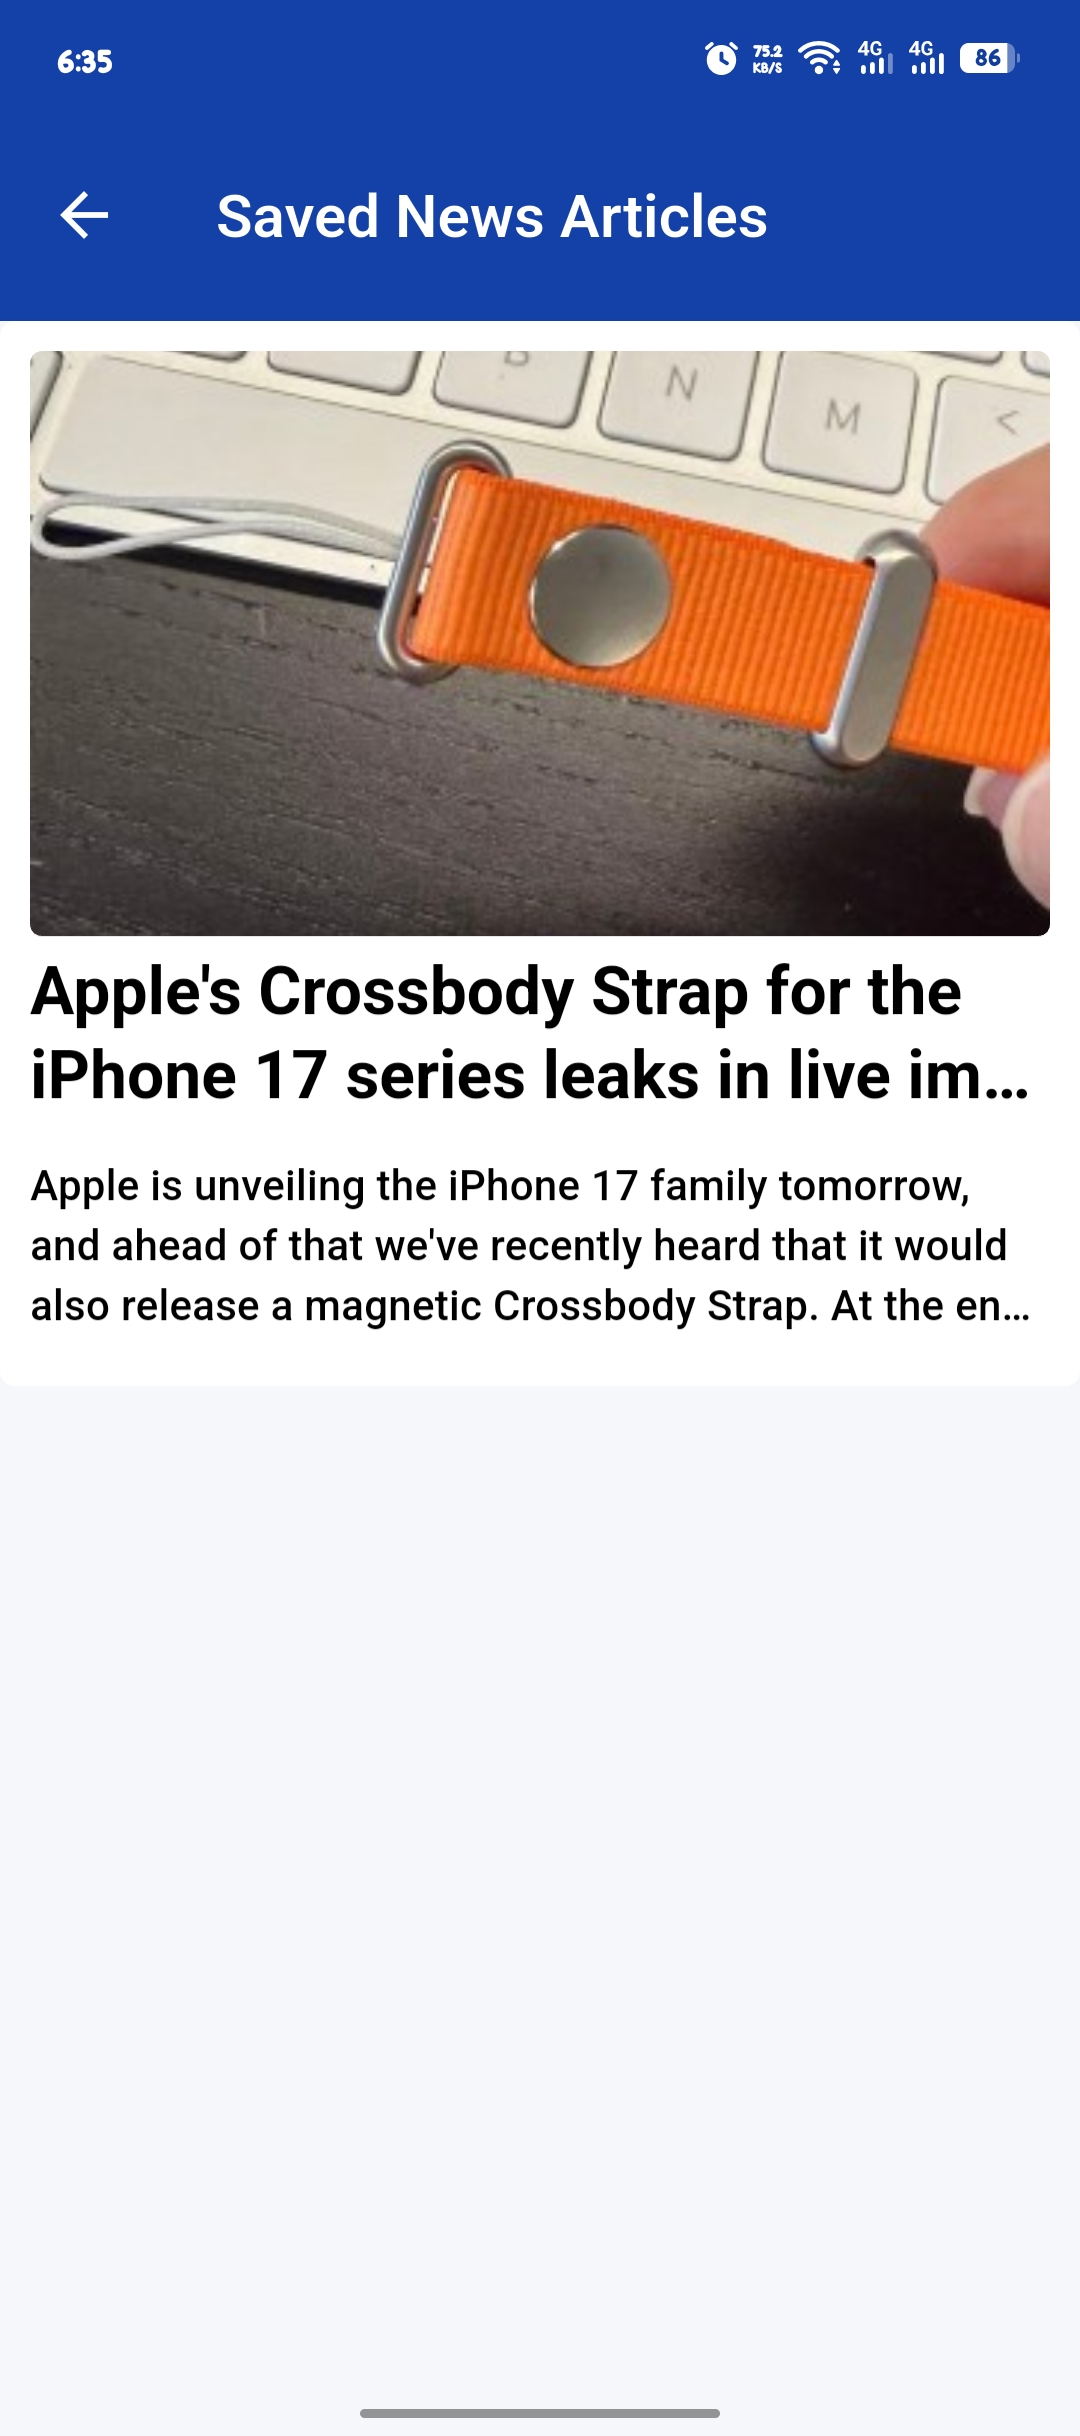 6:35
75.2
KB/S
4G
4G
86
Saved News Articles
N
M
<
Apple's Crossbody Strap for the
iPhone 17 series leaks in live im...
Apple is unveiling the iPhone 17 family tomorrow,
and ahead of that we've recently heard that it would
also release a magnetic Crossbody Strap. At the en...